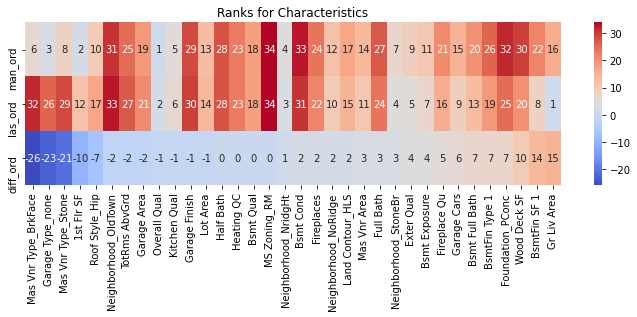 Ranks for Characteristics
man_ord
6 3 8 2 10 31 25 19 1 5 29 13 28 23 18 34 4 33 24 12 17 14 27 7 9 11 21 15 20 26 32 30 22 16
las_ord
32 26 29 12 17 33 27 21 2 6 30 14 28 23 18 34 3 31 22 10 15 11 24 4 5 7 16 9 13 19 25 20 8 1
diff_ord
-26 -23 -21 -10 -7 -2 -2 -2 -1 -1 -1 -1 0 0 0 0 1 2 2 2 2 3 3 3 4 4 5 6 7 7 7 10 14 15
Mas Vnr Type_BrkFace
Garage Type_none
Mas Vnr Type_Stone
1st Flr SF
Roof Style_Hip
Neighborhood_OldTown
TotRms AbvGrd
Garage Area
Overall Qual
Kitchen Qual
Garage Finish
Lot Area
Half Bath
Heating QC
Bsmt Qual
MS Zoning_RM
Neighborhood_NridgHt
Bsmt Cond
Fireplaces
Neighborhood_NoRidge
Land Contour_HLS
Mas Vnr Area
Full Bath
Neighborhood_StoneBr
Exter Qual
Bsmt Exposure
Fireplace Qu
Garage Cars
Bsmt Full Bath
BsmtFin Type 1
Foundation_PConc
Wood Deck SF
BsmtFin SF 1
Gr Liv Area
30
20
10
0
-10
-20